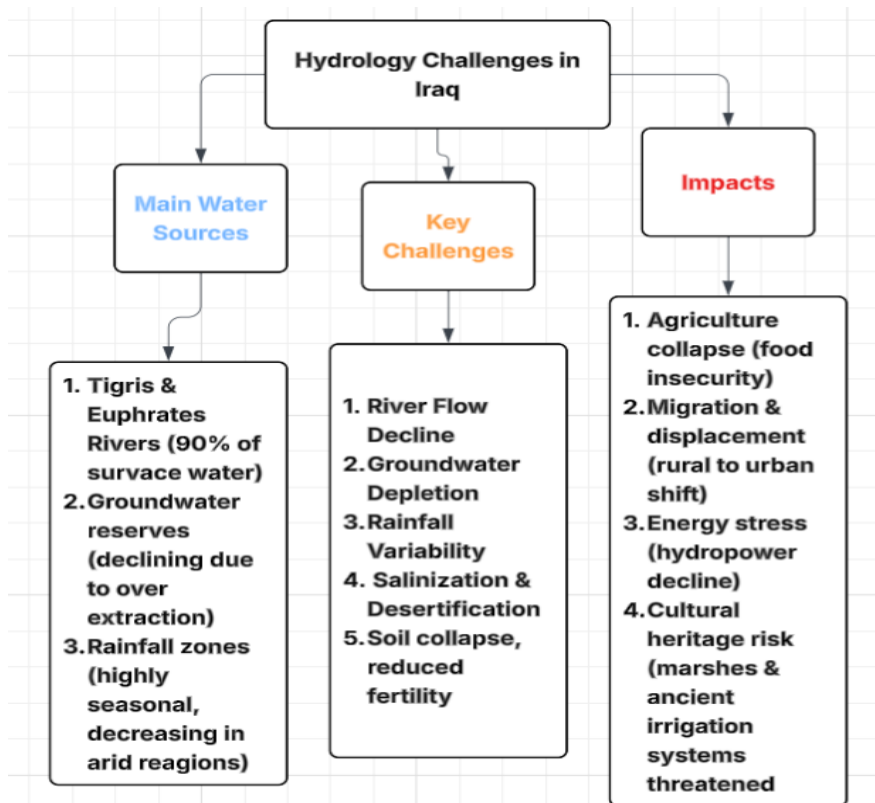 Hydrology Challenges in
Iraq
Main Water
Sources
Key
Challenges
Impacts
1. Tigris &
Euphrates
Rivers (90% of
survace water)
2. Groundwater
reserves
(declining due
to over
extraction)
3. Rainfall zones
(highly
seasonal,
decreasing in
arid reagions)
1. River Flow
Decline
2. Groundwater
Depletion
3. Rainfall
Variability
4. Salinization &
Desertification
5. Soil collapse,
reduced
fertility
1. Agriculture
collapse (food
insecurity)
2. Migration &
displacement
(rural to urban
shift)
3. Energy stress
(hydropower
decline)
4. Cultural
heritage risk
(marshes &
ancient
irrigation
systems
threatened